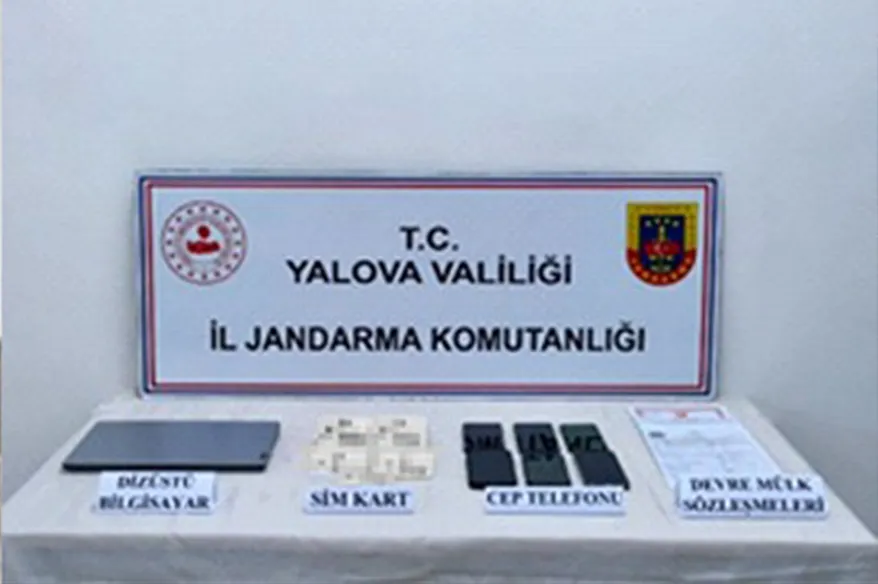 T.C.
YALOVA VALİLİĞİ
İL JANDARMA KOMUTANLIĞI
DİZÜSTÜ
BİLGİSAYAR
SİM KART
CEP TELEFONU
DEVRE MÜLK
SÖZLEŞMELERİ